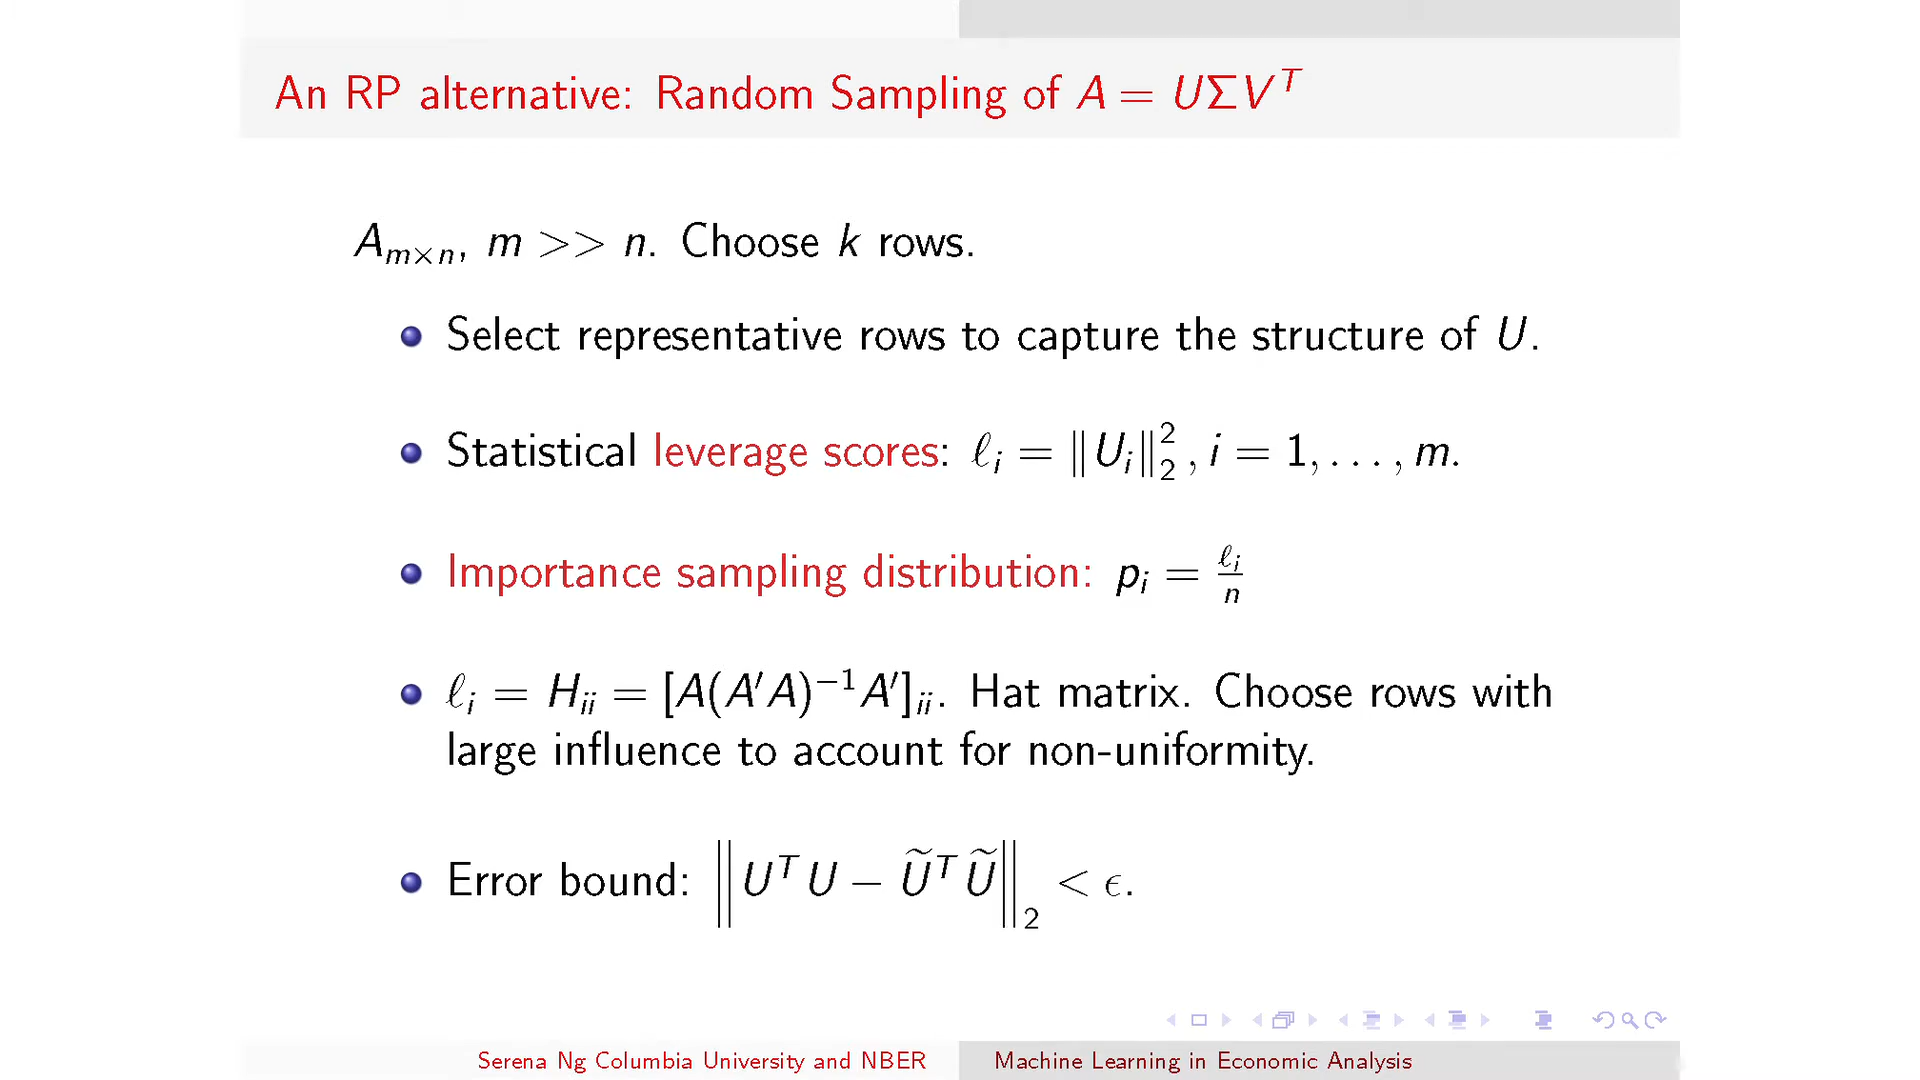 An RP alternative: Random Sampling of A = UΣV^T
A_{m×n}, m >> n. Choose k rows.
Select representative rows to capture the structure of U.
Statistical leverage scores: ℓ_i = ‖U_i‖_2^2, i = 1, . . . , m.
Importance sampling distribution: p_i = ℓ_i/n
ℓ_i = H_{ii} = [A(A′A)^{−1}A′]_{ii}. Hat matrix. Choose rows with
large influence to account for non-uniformity.
Error bound: ‖U^T U − Ũ^T Ũ‖_2 < ϵ.
Serena Ng Columbia University and NBER
Machine Learning in Economic Analysis